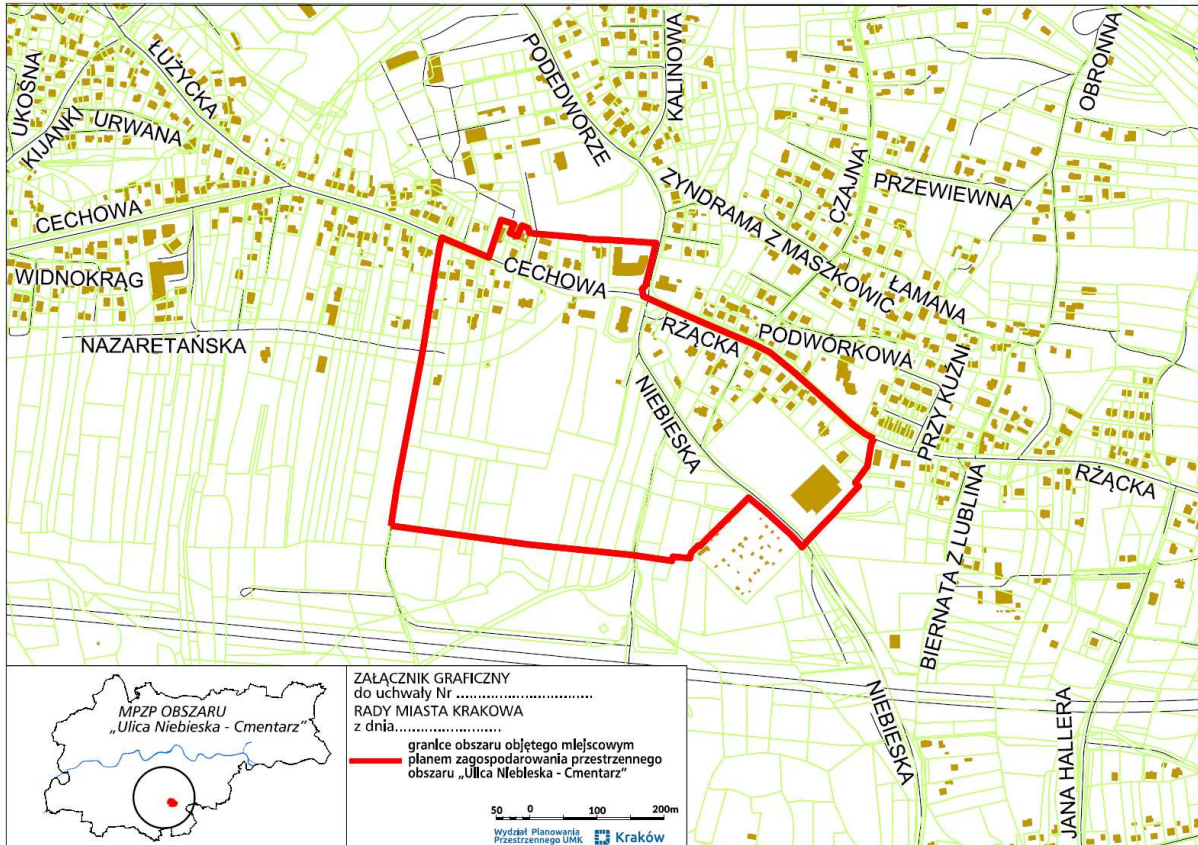 UKOŚNA
KIJANKI
ŁUŻYCKA
URWANA
CECHOWA
WIDNOKRĄG
NAZARETAŃSKA
PODEDWORZE
KALINOWA
ZYNDRAMA Z MASZKOWIC
CZAJNA
PRZEWIEWNA
OBRONNA
ŁAMANA
CECHOWA
RŻĄCKA
PODWÓRKOWA
PRZY KUŹNI
NIEBIESKA
RŻĄCKA
BIERNATA Z LUBLINA
NIEBIESKA
JANA HALLERA
MPZP OBSZARU
„Ulica Niebieska - Cmentarz”
ZAŁĄCZNIK GRAFICZNY
do uchwały Nr ..................................
RADY MIASTA KRAKOWA
z dnia..........................
granice obszaru objętego miejscowym
planem zagospodarowania przestrzennego
obszaru „Ulica Niebieska - Cmentarz”
50 0 100 200m
Wydział Planowania
Przestrzennego UMK
Kraków